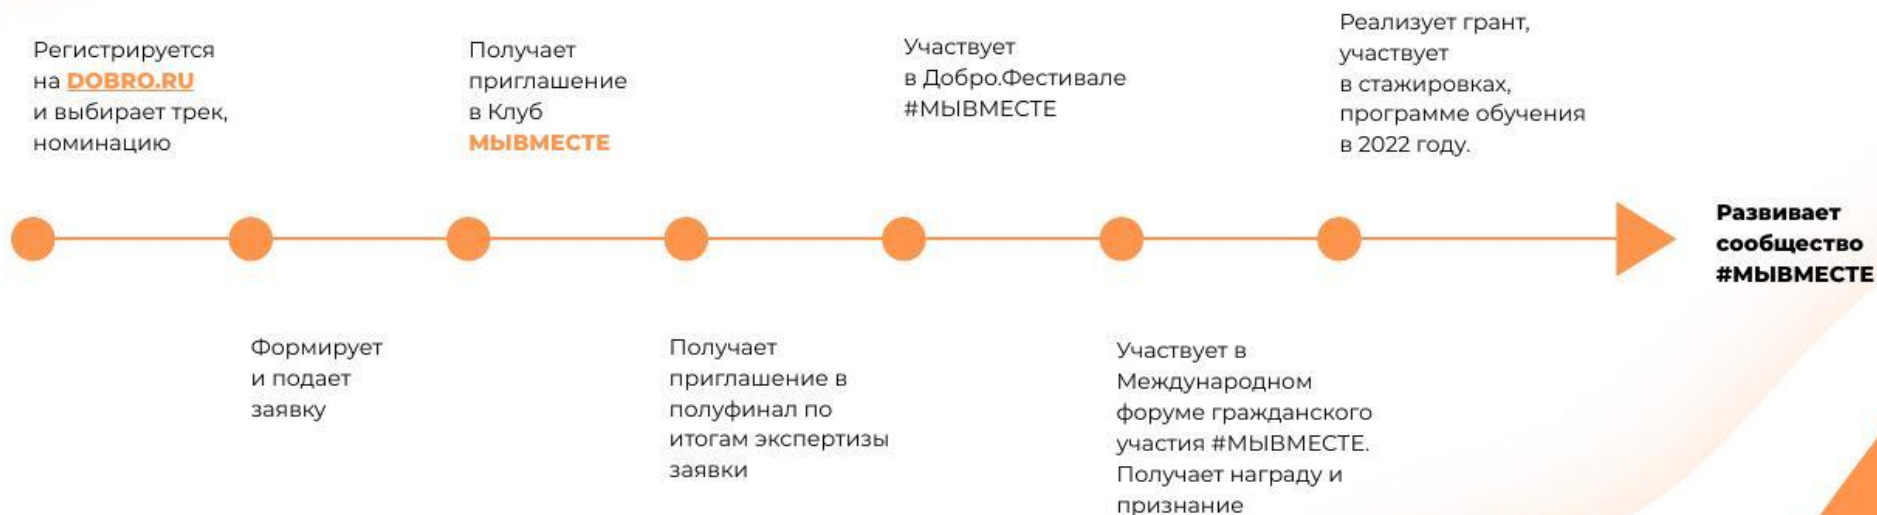 Регистрируется
на DOBRO.RU
и выбирает трек,
номинацию
Формирует
и подает
заявку
Получает
приглашение
в Клуб
МЫВМЕСТЕ
Получает
приглашение в
полуфинал по
итогам экспертизы
заявки
Участвует
в Добро.Фестивале
#МЫВМЕСТЕ
Участвует в
Международном
форуме гражданского
участия #МЫВМЕСТЕ.
Получает награду и
признание
Реализует грант,
участвует
в стажировках,
программе обучения
в 2022 году.
Развивает
сообщество
#МЫВМЕСТЕ